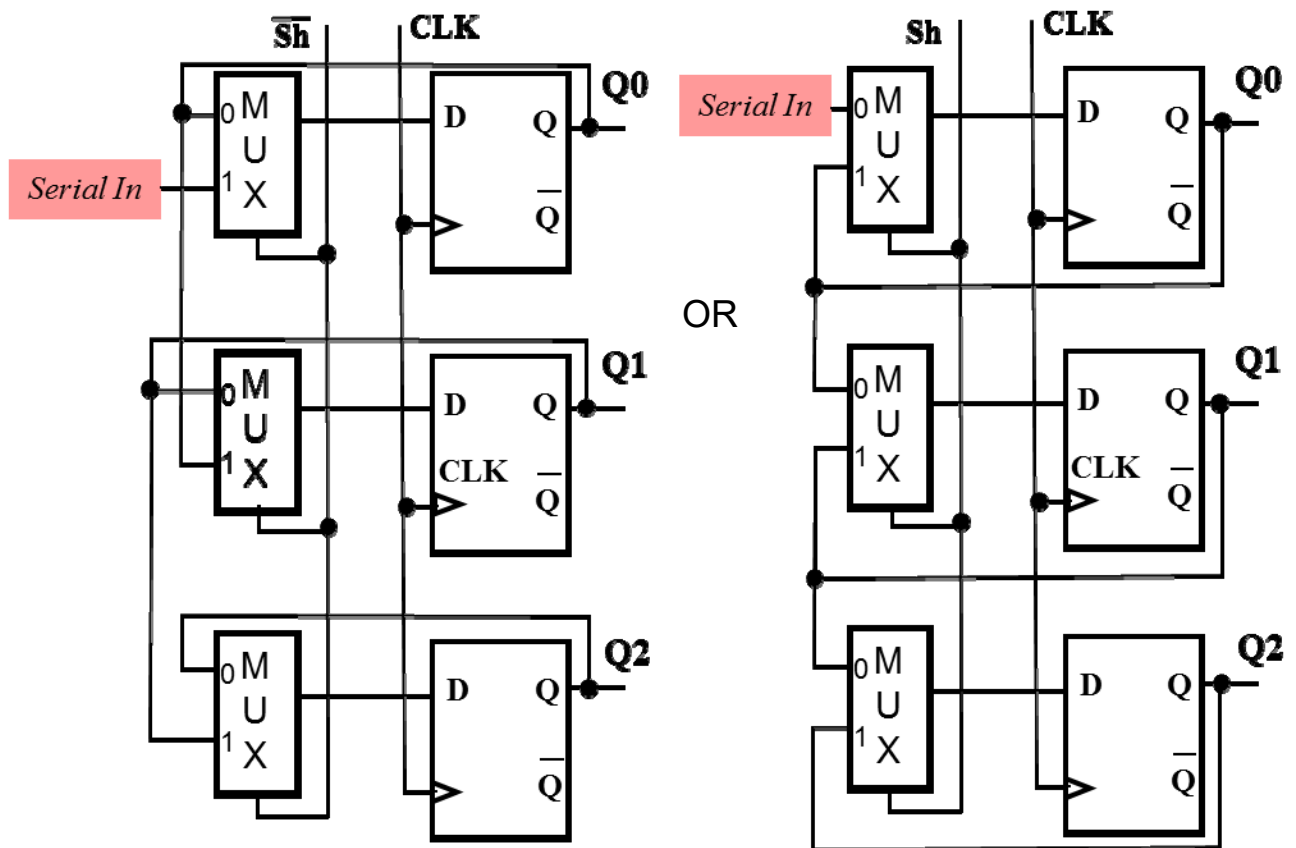 S̅h̅ CLK
Q0
0 M
U
1 X
D Q
Q̅
Serial In
Q1
0 M
U
1 X
D Q
CLK Q̅
Q2
0 M
U
1 X
D Q
Q̅
OR
Sh CLK
Q0
Serial In
0 M
U
1 X
D Q
Q̅
Q1
0 M
U
1 X
D Q
CLK Q̅
Q2
0 M
U
1 X
D Q
Q̅